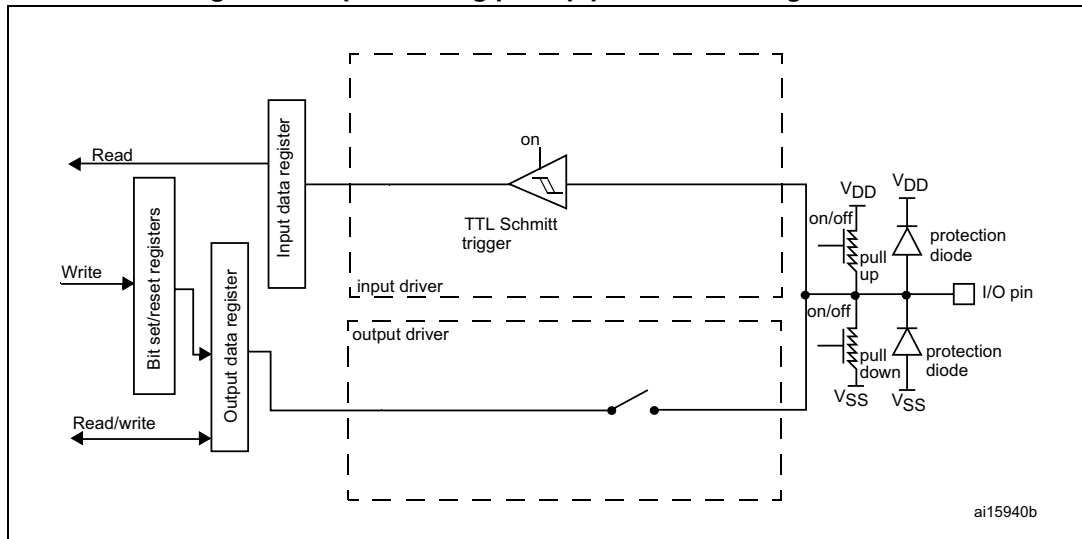 Read
Bit set/reset registers
Write
Read/write
Input data register
Output data register
on
TTL Schmitt
trigger
input driver
output driver
VDD
VDD
on/off
pull
up
protection
diode
I/O pin
on/off
pull
down
protection
diode
VSS
VSS
ai15940b